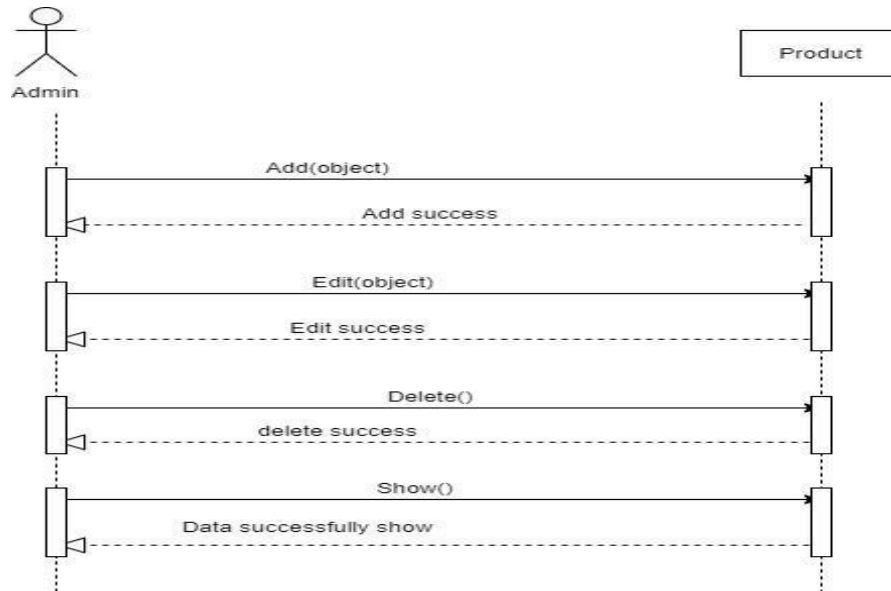 Admin
Product
Add(object)
Add success
Edit(object)
Edit success
Delete()
delete success
Show()
Data successfully show